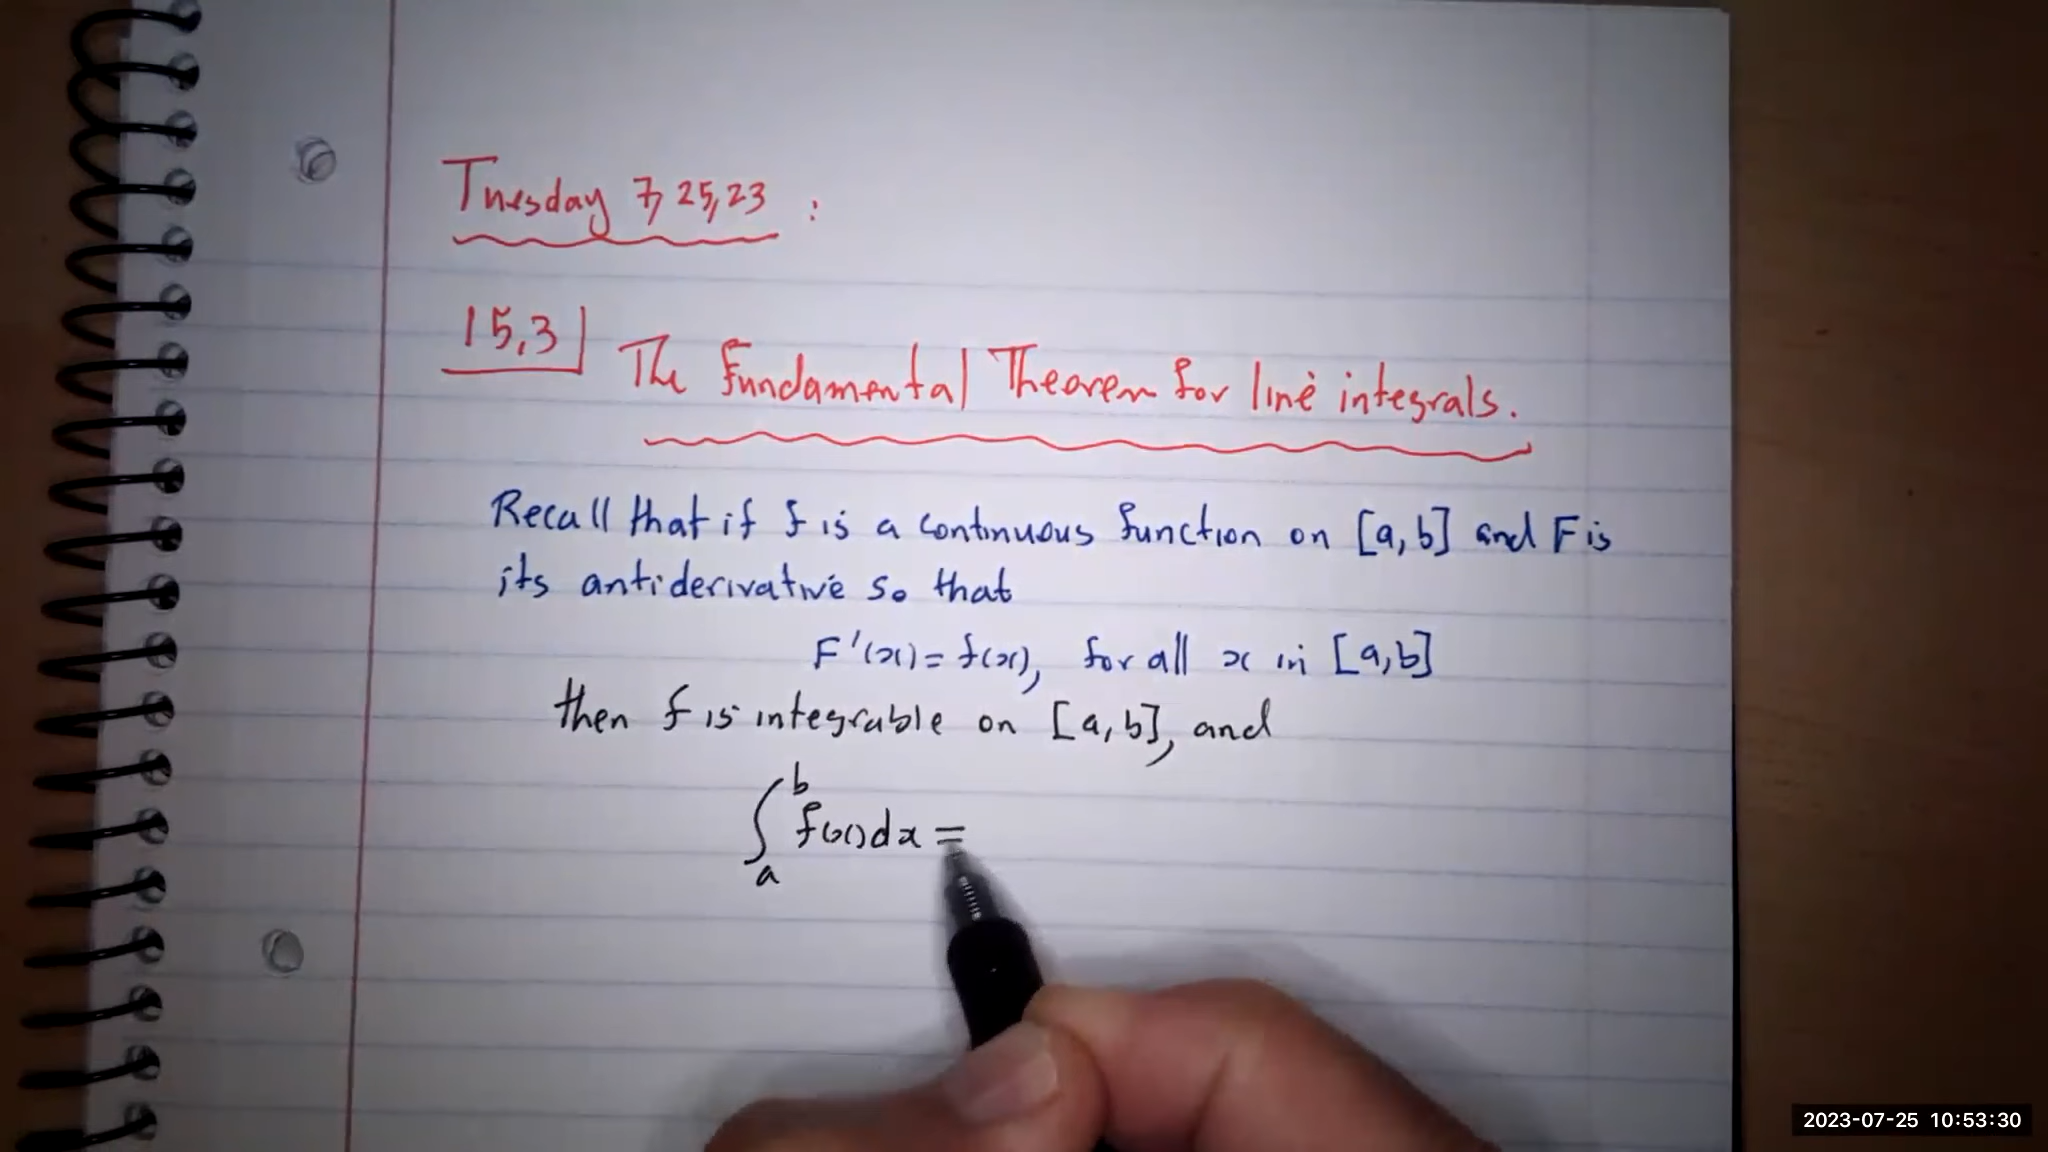 Tuesday 7,25,23 :
15,3 The Fundamental Theorem for line integrals.
Recall that if f is a continuous function on [a,b] and F is
its antiderivative so that
F'(x) = f(x), for all x in [a,b]
then f is integrable on [a,b], and
∫_a^b f(x)dx =
2023-07-25 10:53:30